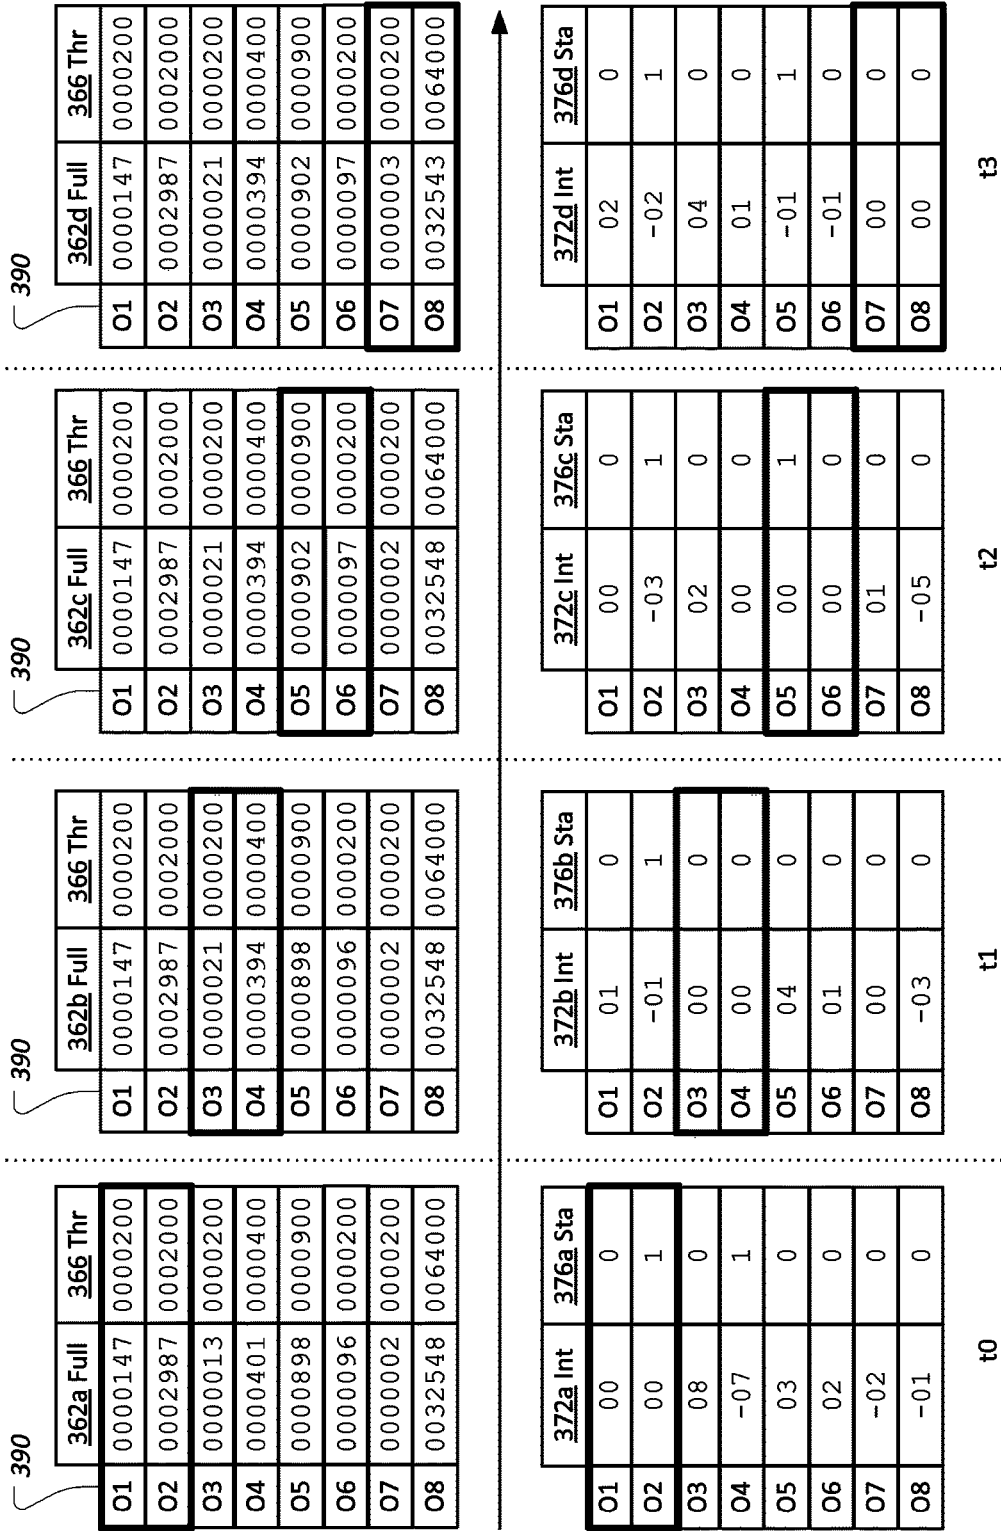 390 390 390 390
362a Full 366 Thr
O1 0000147 0000200
O2 0002987 0002000
O3 0000013 0000200
O4 0000401 0000400
O5 0000898 0000900
O6 0000096 0000200
O7 0000002 0000200
O8 0032548 0064000
362b Full 366 Thr
O1 0000147 0000200
O2 0002987 0002000
O3 0000021 0000200
O4 0000394 0000400
O5 0000898 0000900
O6 0000096 0000200
O7 0000002 0000200
O8 0032548 0064000
362c Full 366 Thr
O1 0000147 0000200
O2 0002987 0002000
O3 0000021 0000200
O4 0000394 0000400
O5 0000902 0000900
O6 0000097 0000200
O7 0000002 0000200
O8 0032548 0064000
362d Full 366 Thr
O1 0000147 0000200
O2 0002987 0002000
O3 0000021 0000200
O4 0000394 0000400
O5 0000902 0000900
O6 0000097 0000200
O7 0000003 0000200
O8 0032543 0064000
372a Int 376a Sta
O1 00 0
O2 00 1
O3 08 0
O4 -07 1
O5 03 0
O6 02 0
O7 -02 0
O8 -01 0
372b Int 376b Sta
O1 01 0
O2 -01 1
O3 00 0
O4 00 0
O5 04 0
O6 01 0
O7 00 0
O8 -03 0
372c Int 376c Sta
O1 00 0
O2 -03 1
O3 02 0
O4 00 0
O5 00 1
O6 00 0
O7 01 0
O8 -05 0
372d Int 376d Sta
O1 02 0
O2 -02 1
O3 04 0
O4 01 0
O5 -01 1
O6 -01 0
O7 00 0
O8 00 0
t0 t1 t2 t3